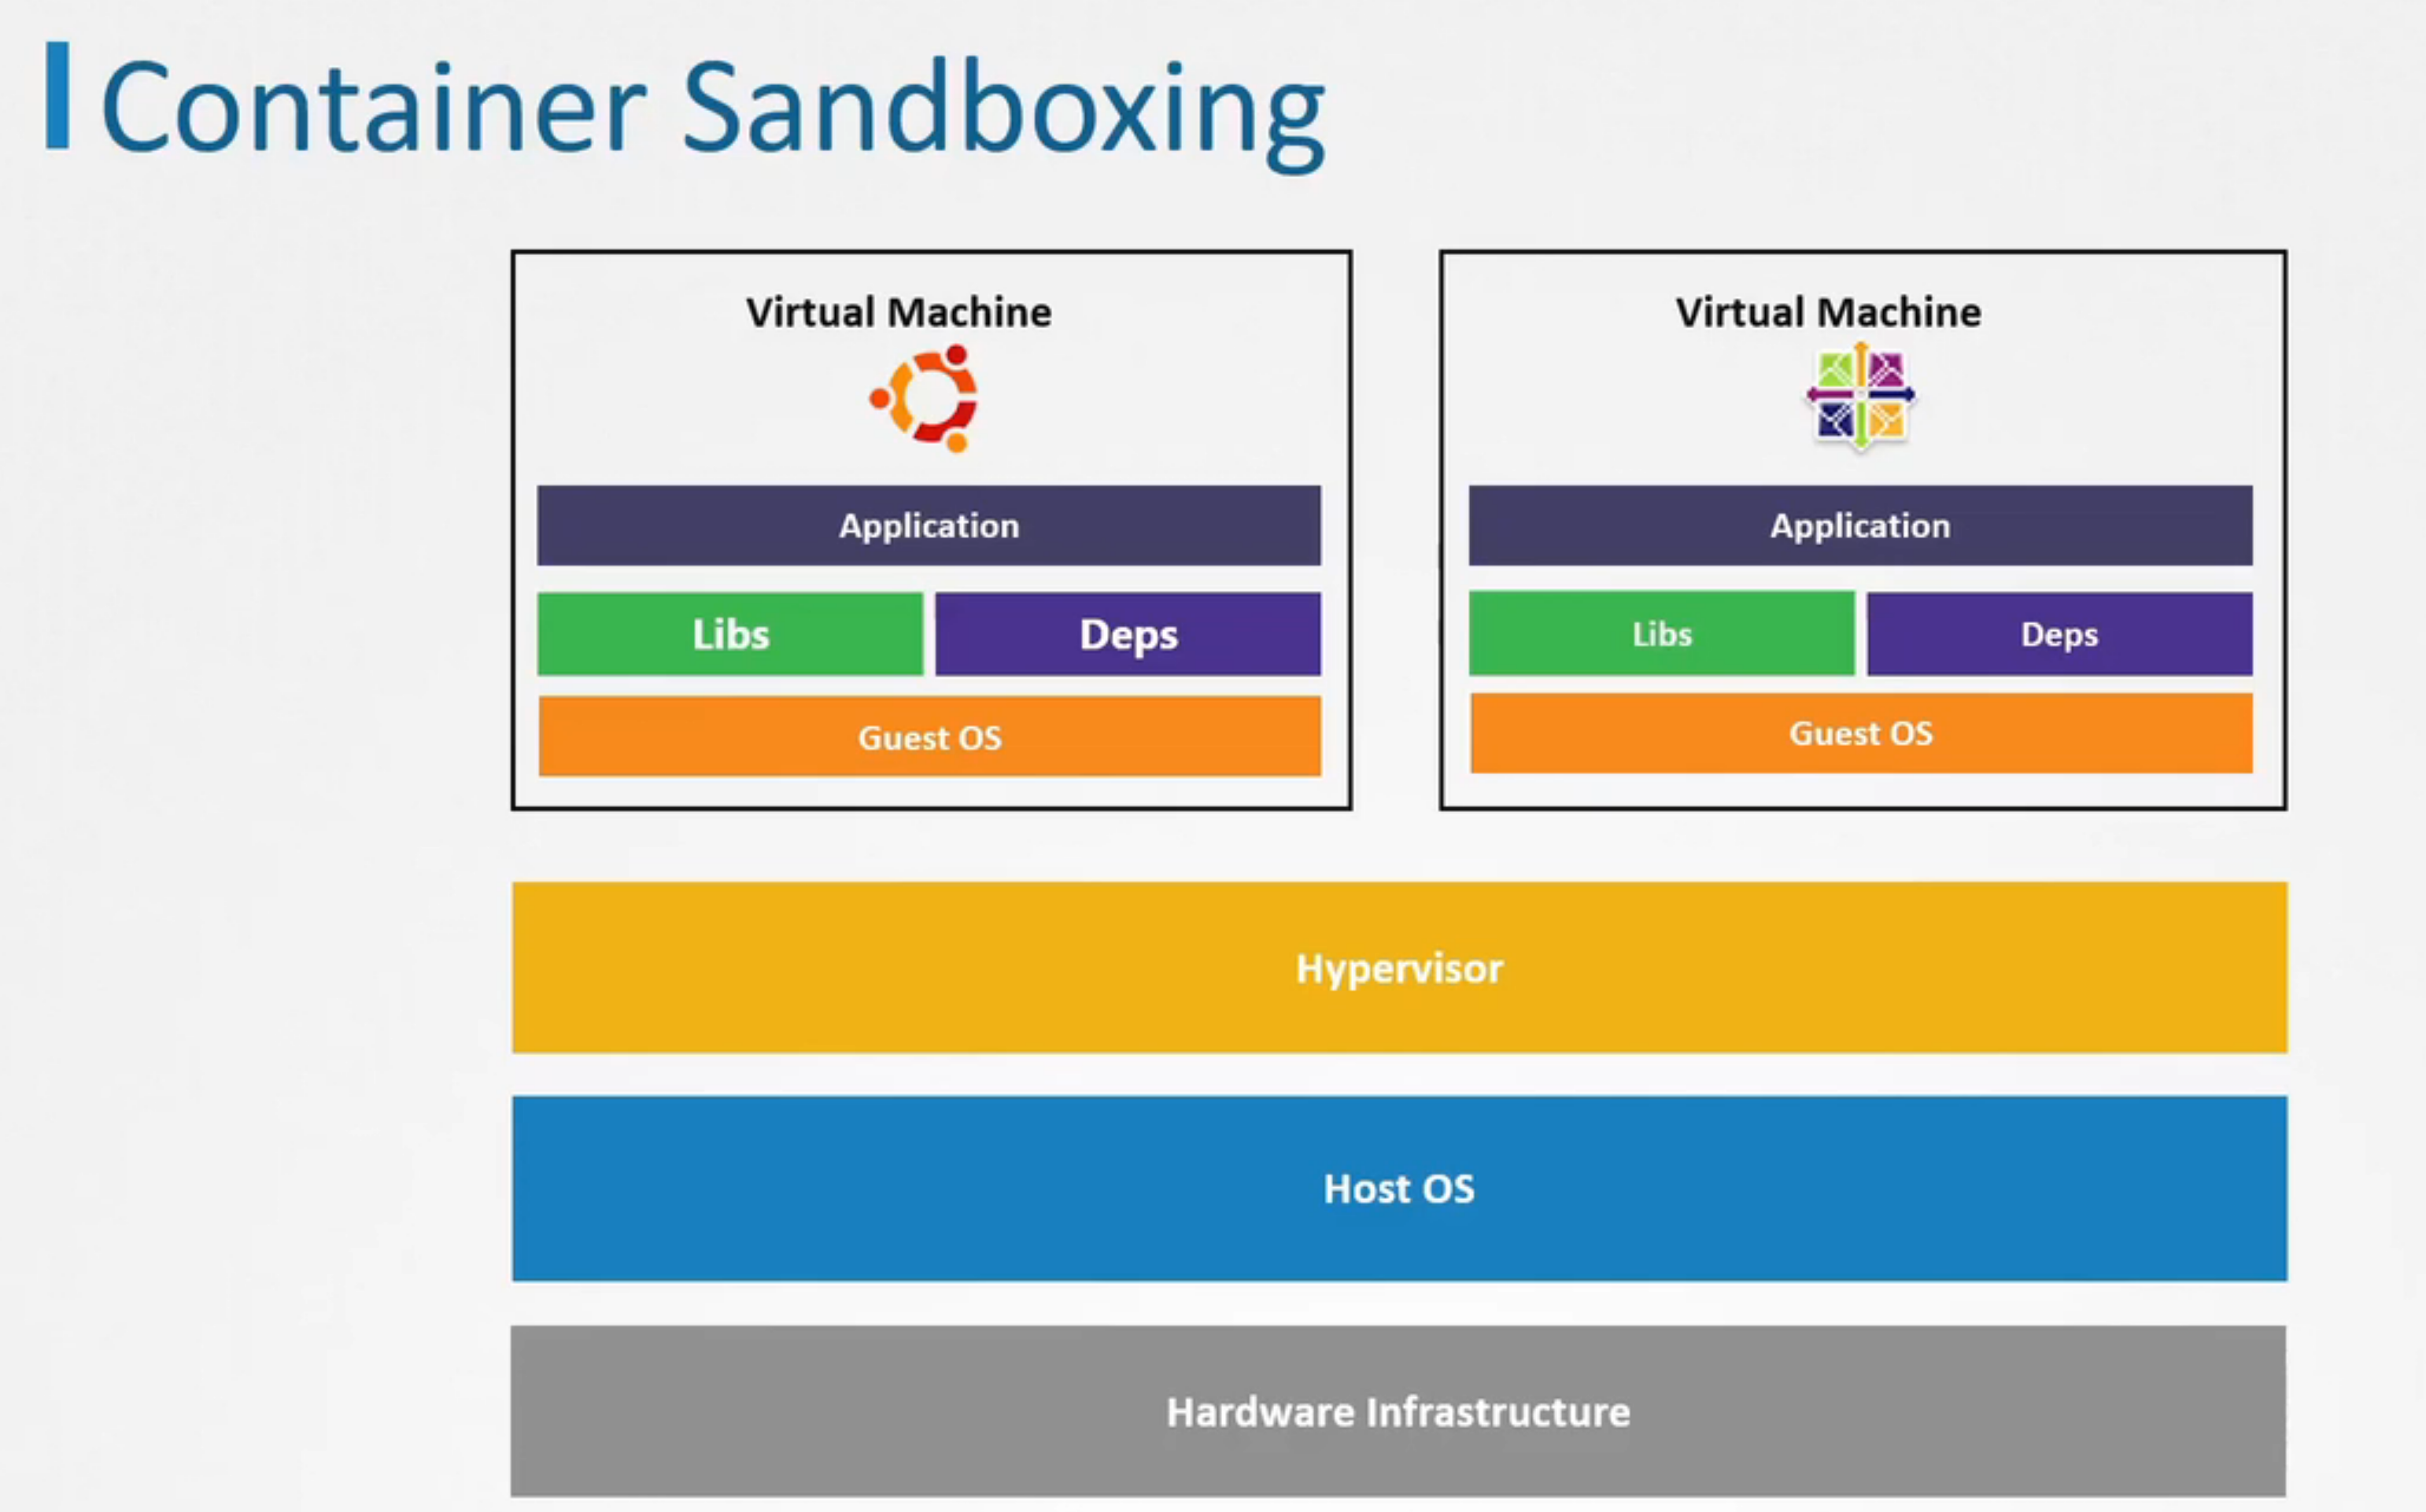 Container Sandboxing
Virtual Machine
Application
Libs Deps
Guest OS
Virtual Machine
Application
Libs Deps
Guest OS
Hypervisor
Host OS
Hardware Infrastructure